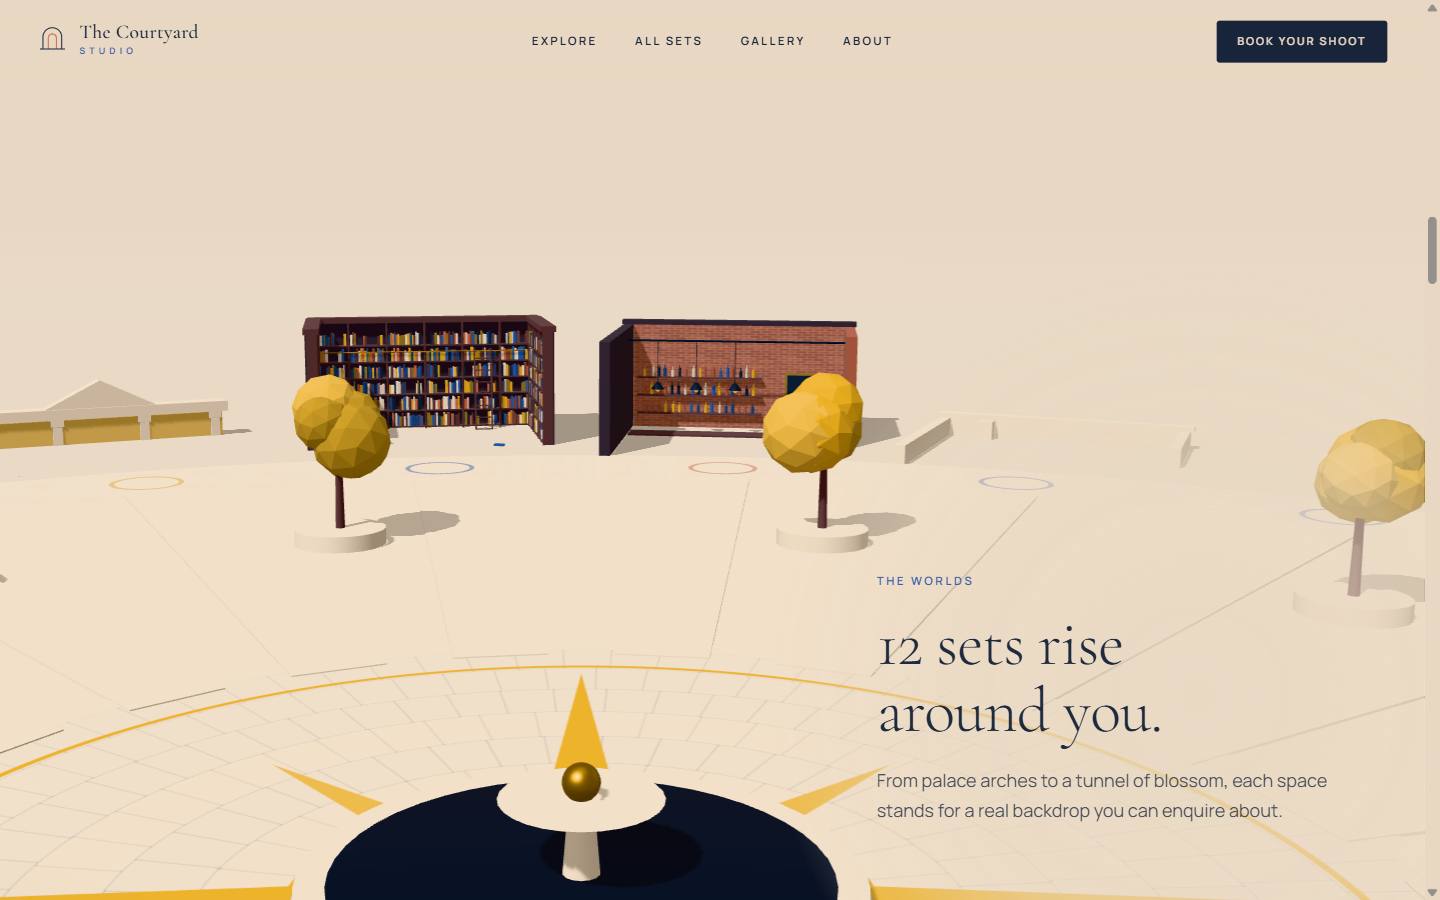 The Courtyard
STUDIO
EXPLORE
ALL SETS
GALLERY
ABOUT
BOOK YOUR SHOOT
THE WORLDS
12 sets rise
around you.
From palace arches to a tunnel of blossom, each space
stands for a real backdrop you can enquire about.